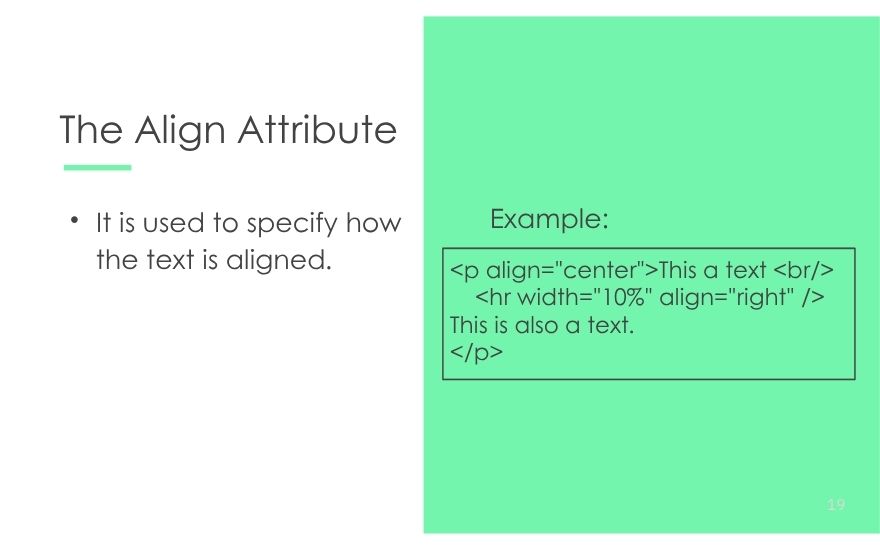 The Align Attribute
• It is used to specify how
the text is aligned.
Example:
<p align="center">This a text <br/>
<hr width="10%" align="right" />
This is also a text.
</p>
19